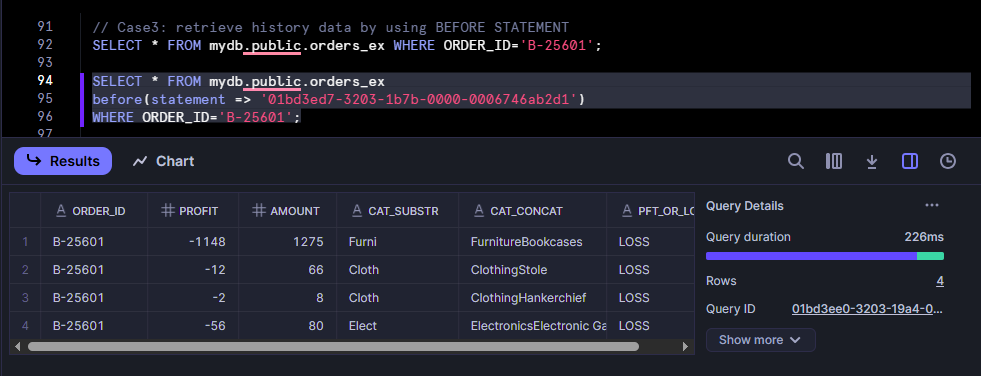 91 // Case3: retrieve history data by using BEFORE STATEMENT
92 SELECT * FROM mydb.public.orders_ex WHERE ORDER_ID='B-25601';
93
94 SELECT * FROM mydb.public.orders_ex
95 before(statement => '01bd3ed7-3203-1b7b-0000-0006746ab2d1')
96 WHERE ORDER_ID='B-25601';
97
Results Chart
ORDER_ID PROFIT AMOUNT CAT_SUBSTR CAT_CONCAT PFT_OR_LO
1 B-25601 -1148 1275 Furni FurnitureBookcases LOSS
2 B-25601 -12 66 Cloth ClothingStole LOSS
3 B-25601 -2 8 Cloth ClothingHankerchief LOSS
4 B-25601 -56 80 Elect ElectronicsElectronic Ga LOSS
Query Details ...
Query duration 226ms
Rows 4
Query ID 01bd3ee0-3203-19a4-0...
Show more